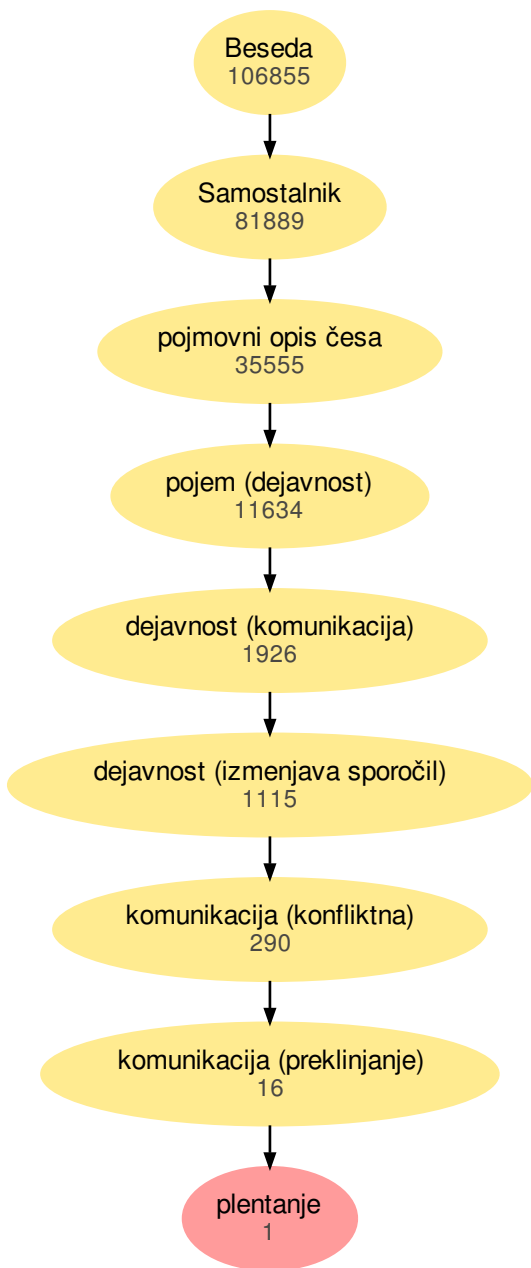 Beseda
106855
Samostalnik
81889
pojmovni opis česa
35555
pojem (dejavnost)
11634
dejavnost (komunikacija)
1926
dejavnost (izmenjava sporočil)
1115
komunikacija (konfliktna)
290
komunikacija (preklinjanje)
16
plentanje
1